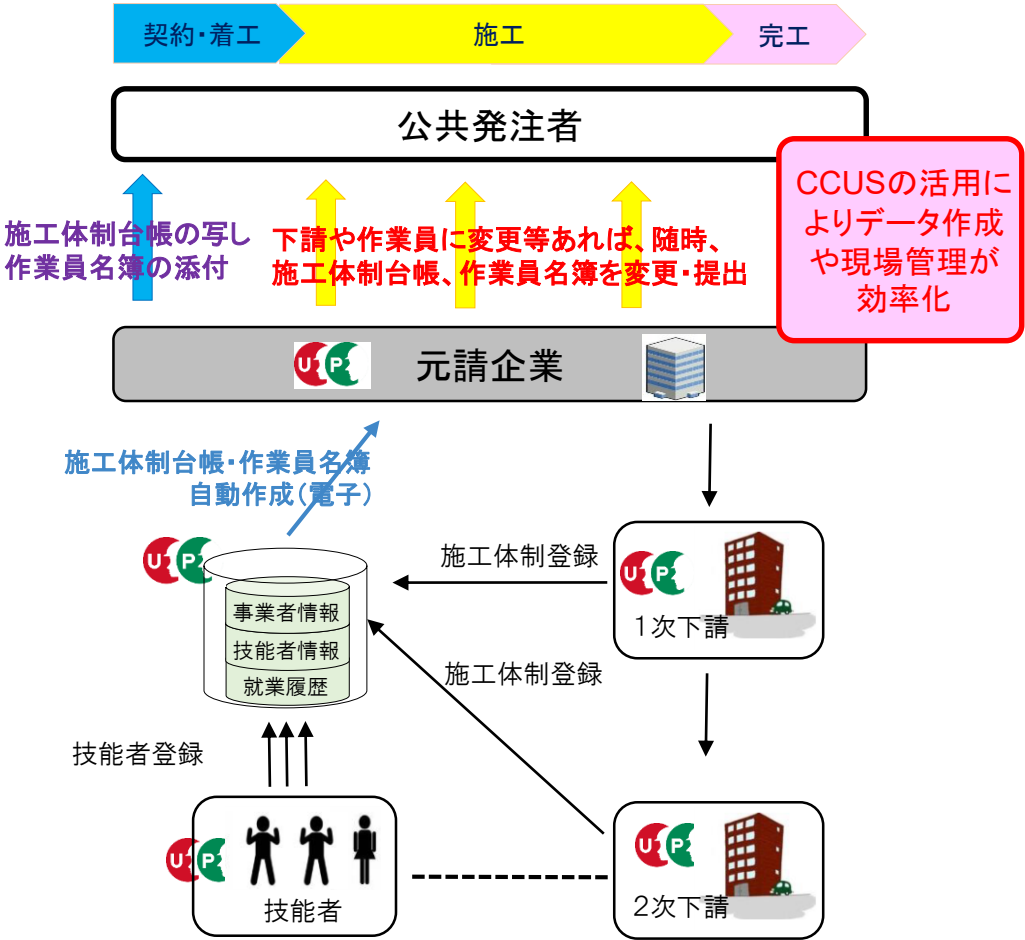 契約・着工
施工
完工
公共発注者
CCUSの活用に
よりデータ作成
や現場管理が
効率化
施工体制台帳の写し
作業員名簿の添付
下請や作業員に変更等あれば、随時、
施工体制台帳、作業員名簿を変更・提出
UP
元請企業
施工体制台帳・作業員名簿
自動作成(電子)
UP
事業者情報
技能者情報
就業履歴
施工体制登録
UP
1次下請
施工体制登録
技能者登録
UP
技能者
UP
2次下請